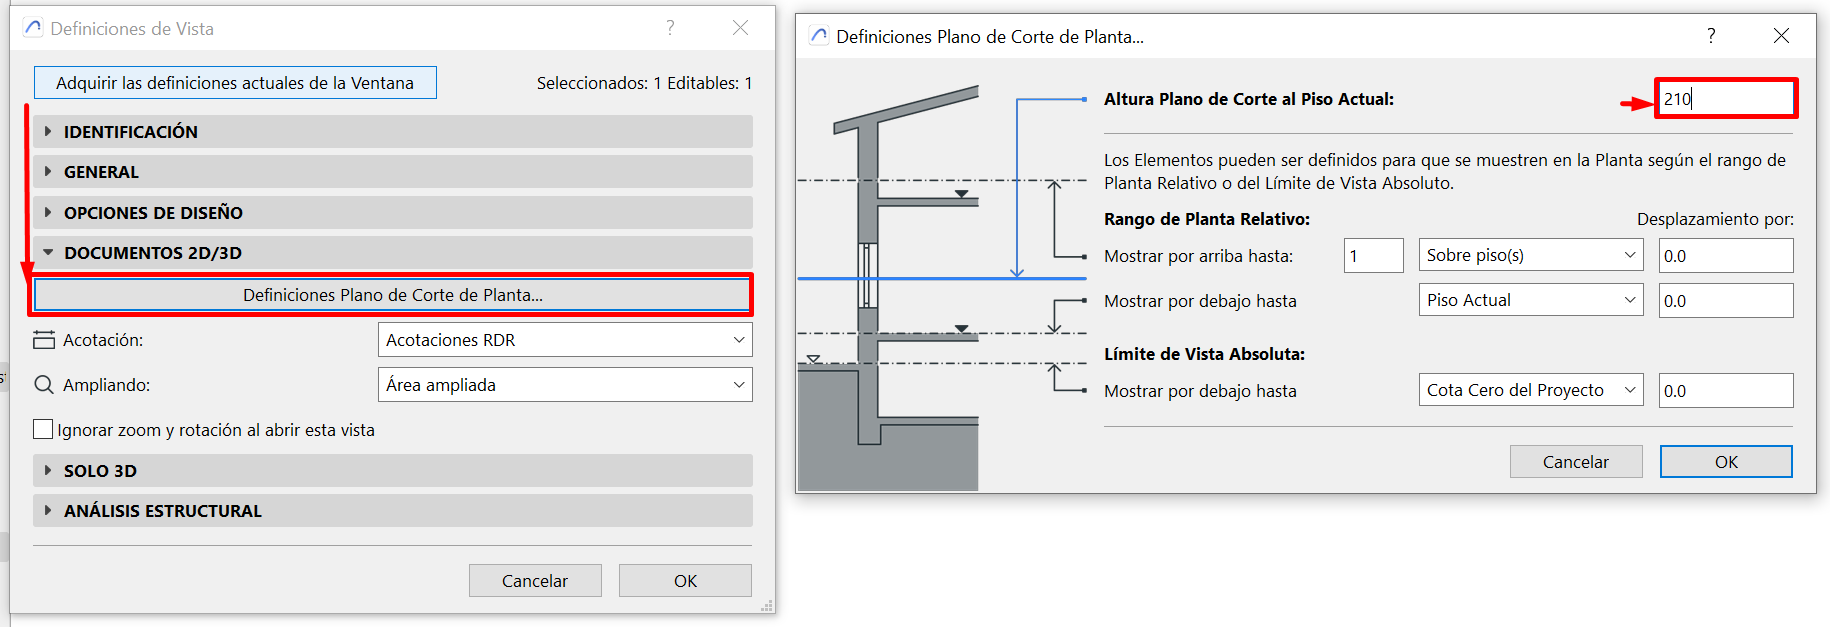 Definiciones de Vista
?
Adquirir las definiciones actuales de la Ventana
Seleccionados: 1 Editables: 1
IDENTIFICACIÓN
GENERAL
OPCIONES DE DISEÑO
DOCUMENTOS 2D/3D
Definiciones Plano de Corte de Planta...
Acotación:
Acotaciones RDR
Ampliando:
Área ampliada
Ignorar zoom y rotación al abrir esta vista
SOLO 3D
ANÁLISIS ESTRUCTURAL
Cancelar
OK
Definiciones Plano de Corte de Planta...
?
Altura Plano de Corte al Piso Actual:
210
Los Elementos pueden ser definidos para que se muestren en la Planta según el rango de
Planta Relativo o del Límite de Vista Absoluto.
Rango de Planta Relativo:
Desplazamiento por:
Mostrar por arriba hasta:
1
Sobre piso(s)
0.0
Mostrar por debajo hasta
Piso Actual
0.0
Límite de Vista Absoluta:
Mostrar por debajo hasta
Cota Cero del Proyecto
0.0
Cancelar
OK